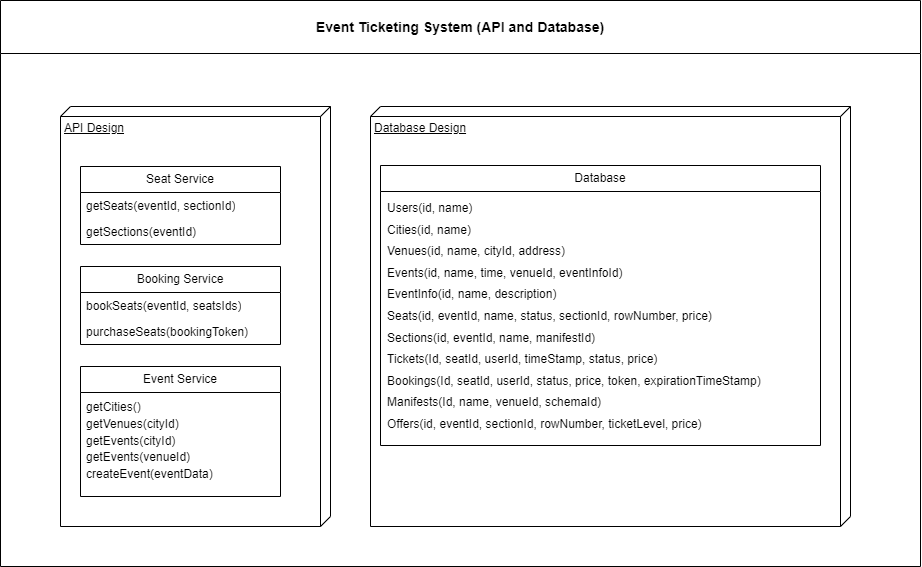 Event Ticketing System (API and Database)
API Design
Seat Service
getSeats(eventId, sectionId)
getSections(eventId)
Booking Service
bookSeats(eventId, seatsIds)
purchaseSeats(bookingToken)
Event Service
getCities()
getVenues(cityId)
getEvents(cityId)
getEvents(venueId)
createEvent(eventData)
Database Design
Database
Users(id, name)
Cities(id, name)
Venues(id, name, cityId, address)
Events(id, name, time, venueId, eventInfoId)
EventInfo(id, name, description)
Seats(id, eventId, name, status, sectionId, rowNumber, price)
Sections(id, eventId, name, manifestId)
Tickets(Id, seatId, userId, timeStamp, status, price)
Bookings(Id, seatId, userId, status, price, token, expirationTimeStamp)
Manifests(Id, name, venueId, schemaId)
Offers(id, eventId, sectionId, rowNumber, ticketLevel, price)